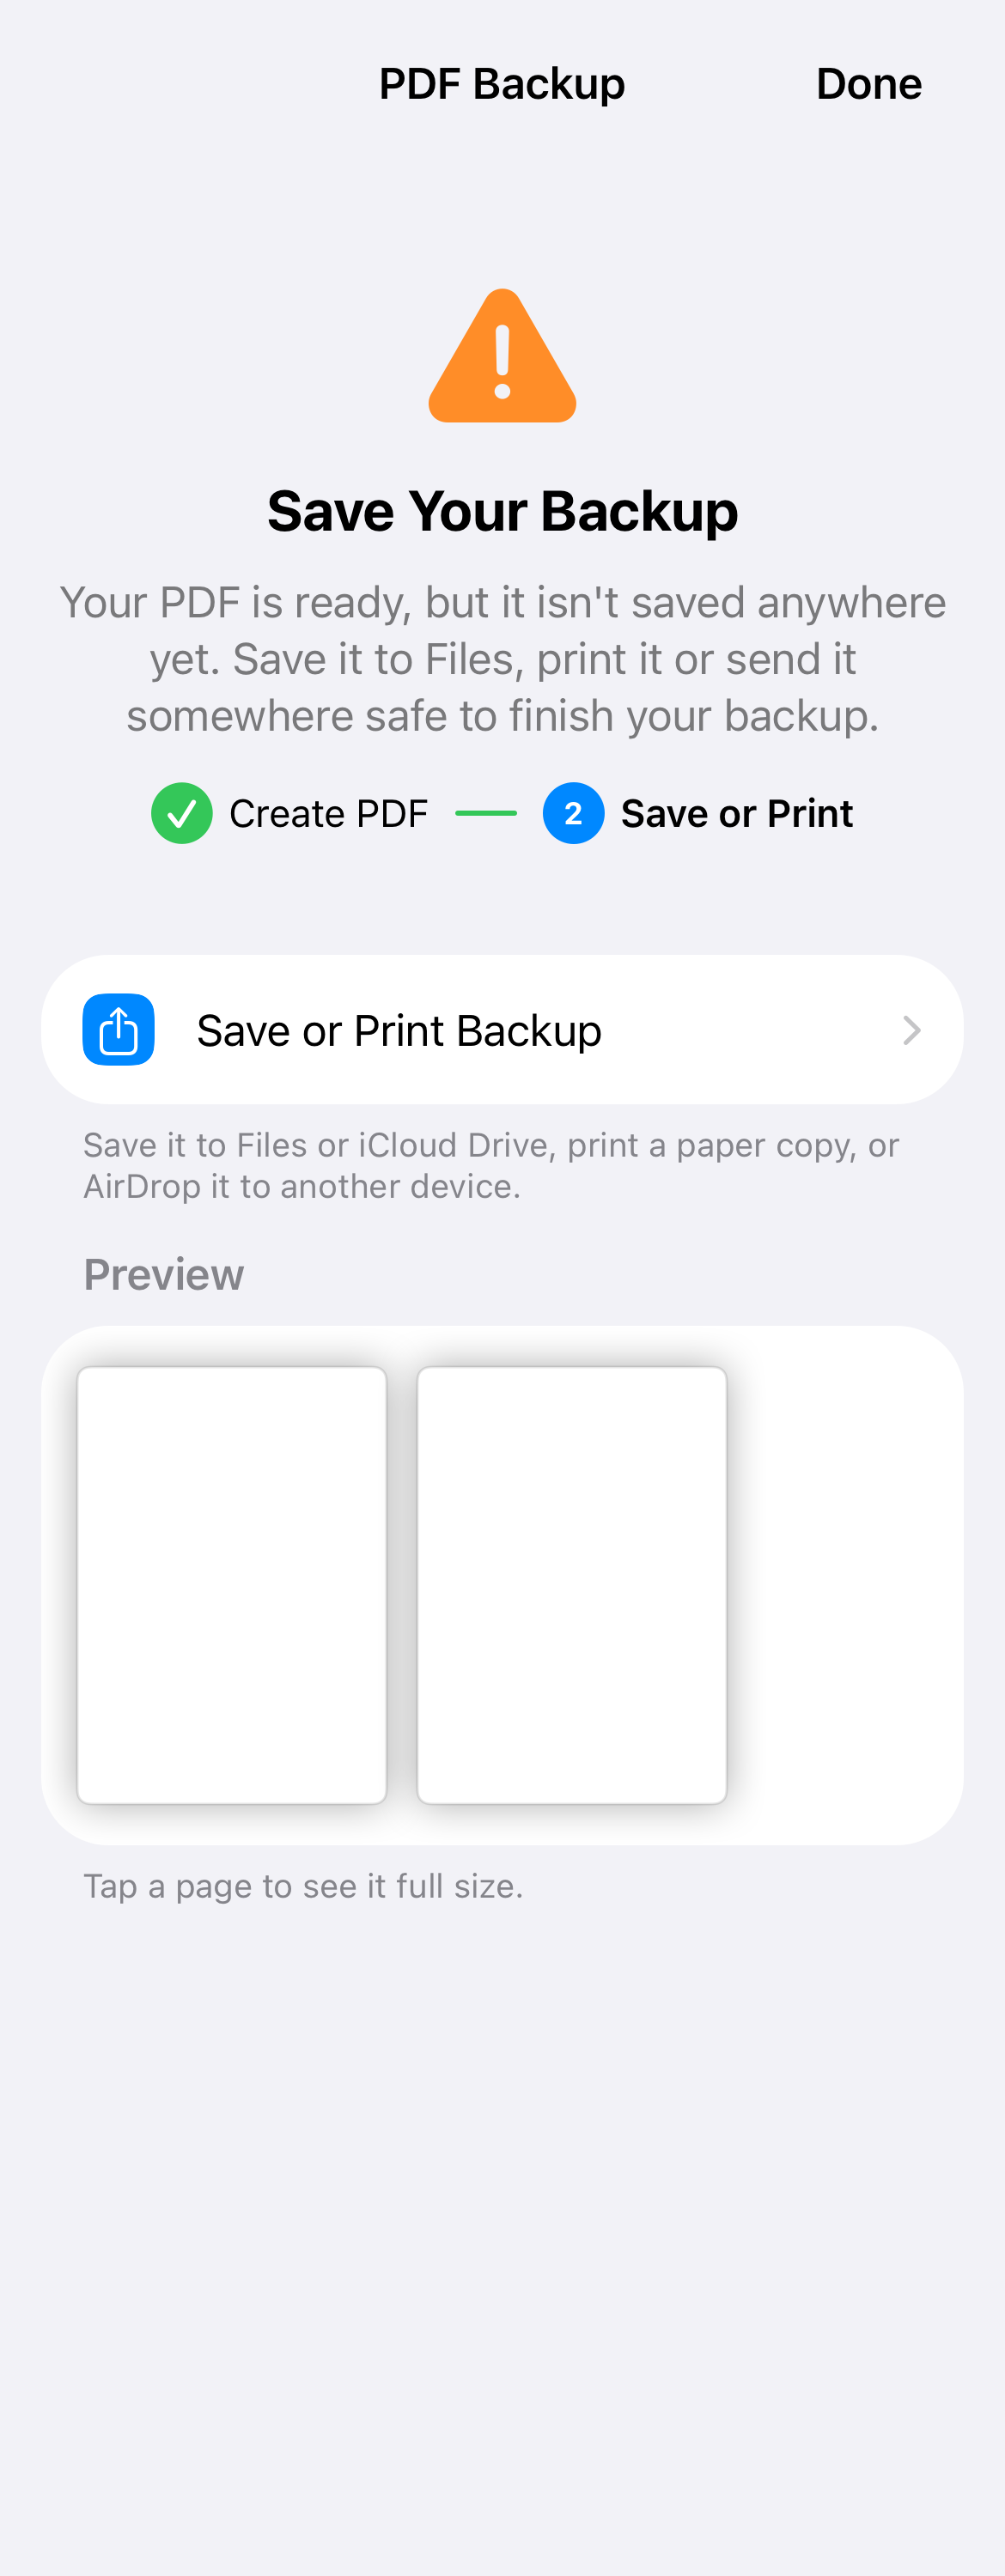 PDF Backup
Done
Save Your Backup
Your PDF is ready, but it isn't saved anywhere
yet. Save it to Files, print it or send it
somewhere safe to finish your backup.
Create PDF
2
Save or Print
Save or Print Backup
Save it to Files or iCloud Drive, print a paper copy, or
AirDrop it to another device.
Preview
Tap a page to see it full size.